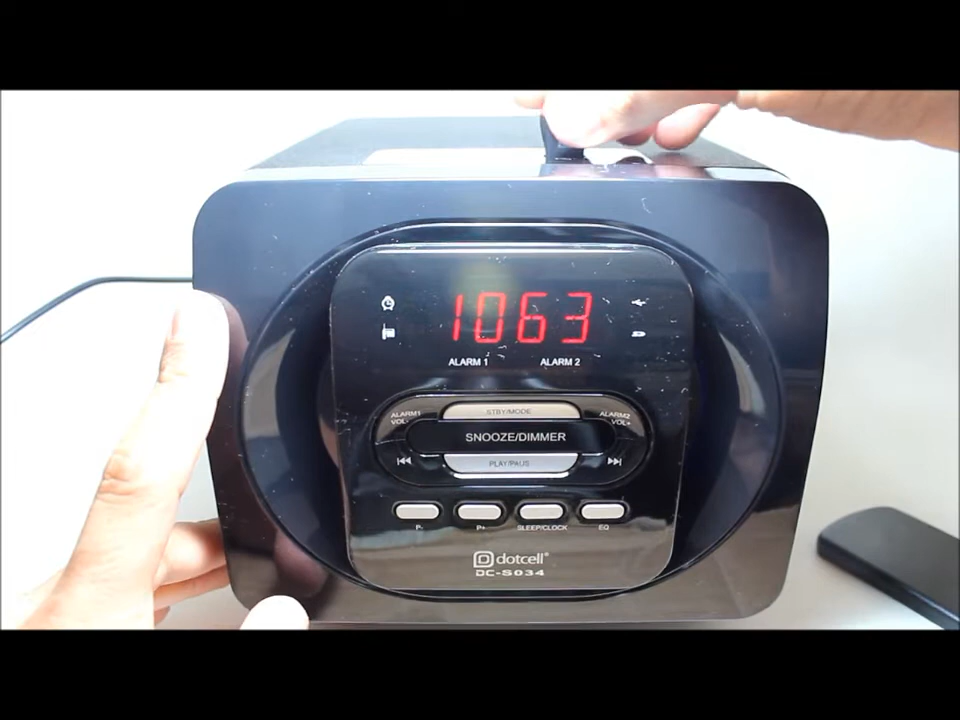 1063
ALARM 1 ALARM 2
ALARM1 VOL- STBY/MODE ALARM2 VOL+
SNOOZE/DIMMER
PLAY/PAUS
P- P+ SLEEP/CLOCK EQ
dotcell®
DC-S034